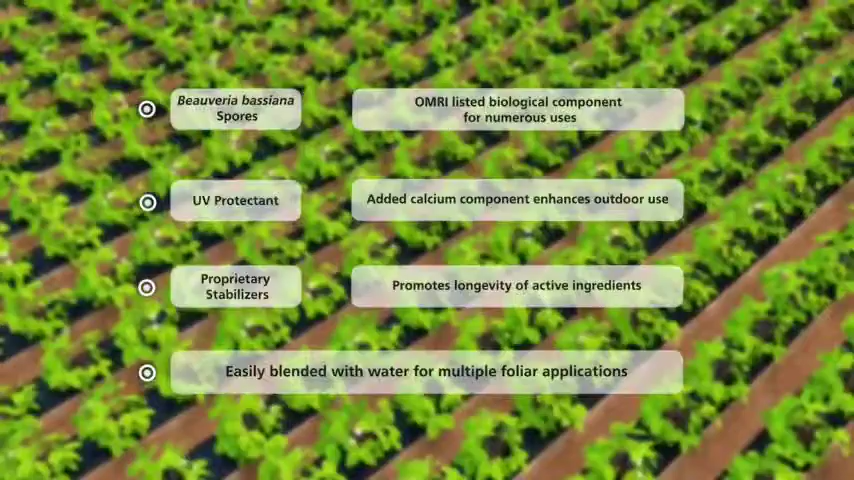 Beauveria bassiana
Spores
OMRI listed biological component
for numerous uses
UV Protectant
Added calcium component enhances outdoor use
Proprietary
Stabilizers
Promotes longevity of active ingredients
Easily blended with water for multiple foliar applications